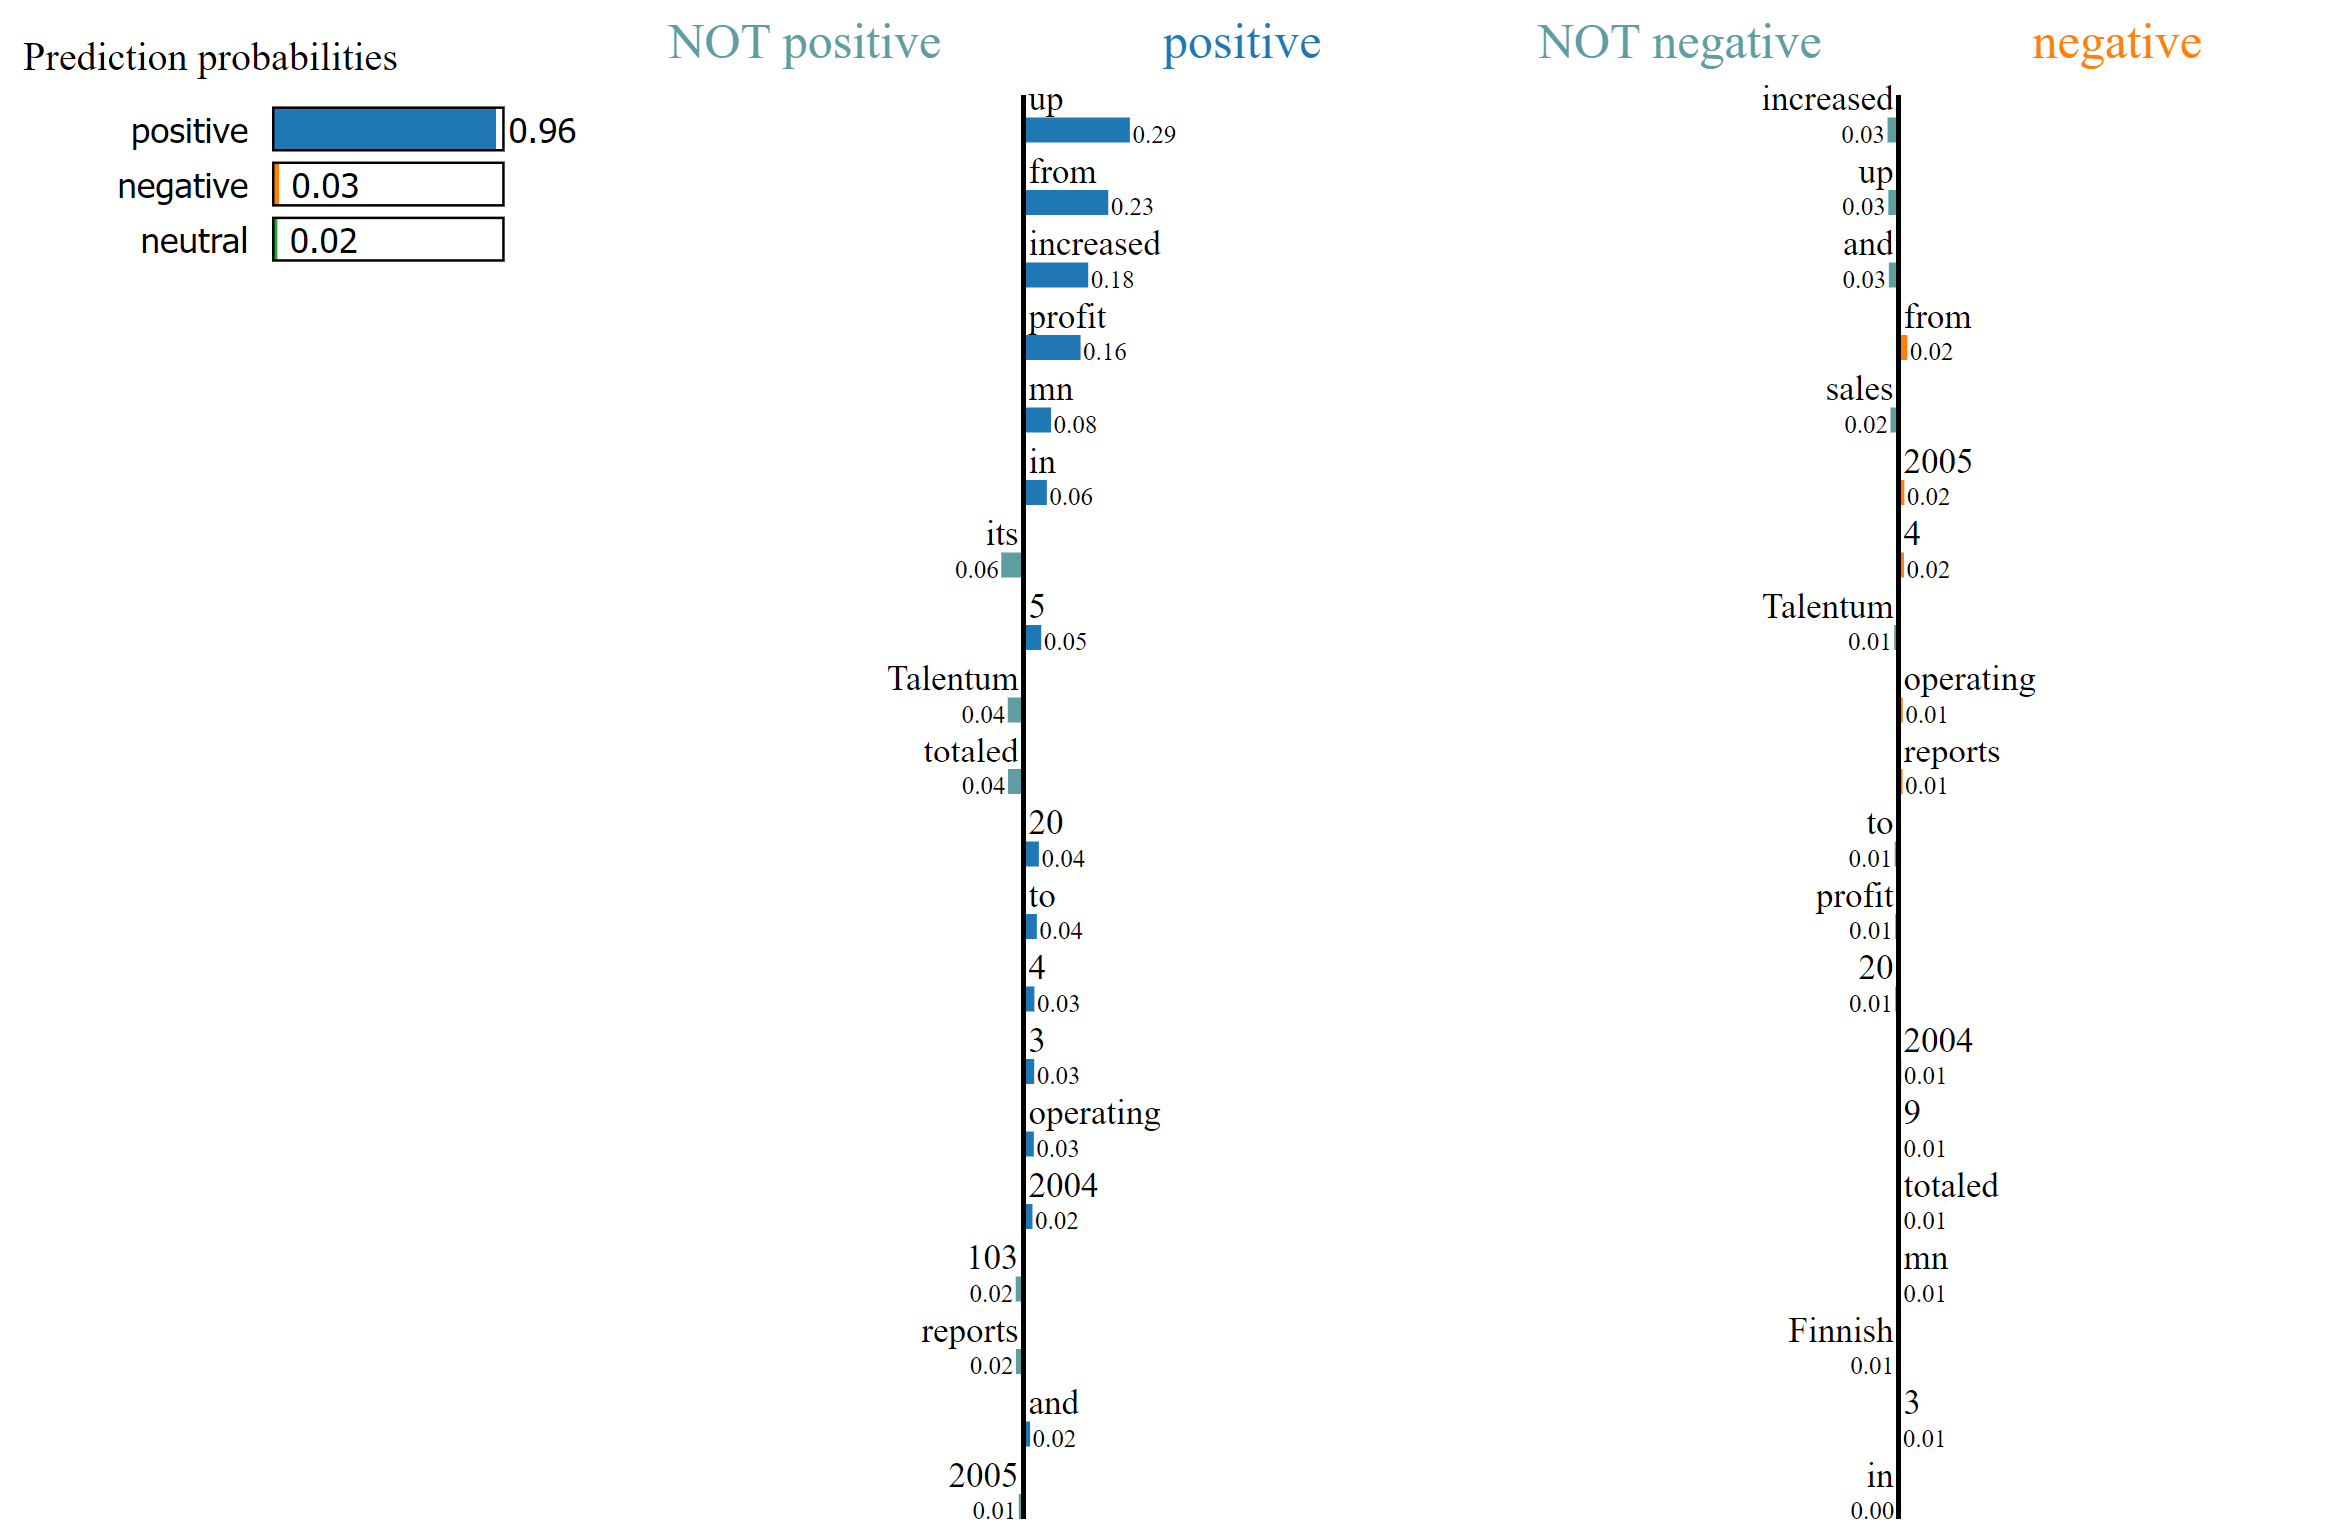 Prediction probabilities
positive 0.96
negative 0.03
neutral 0.02
NOT positive positive
up
0.29
from
0.23
increased
0.18
profit
0.16
mn
0.08
in
0.06
its
0.06
5
0.05
Talentum
0.04
totaled
0.04
20
0.04
to
0.04
4
0.03
3
0.03
operating
0.03
2004
0.02
103
0.02
reports
0.02
and
0.02
2005
0.01
NOT negative negative
increased
0.03
up
0.03
and
0.03
from
0.02
sales
0.02
2005
0.02
4
0.02
Talentum
0.01
operating
0.01
reports
0.01
to
0.01
profit
0.01
20
0.01
2004
0.01
9
0.01
totaled
0.01
mn
0.01
Finnish
0.01
3
0.01
in
0.00